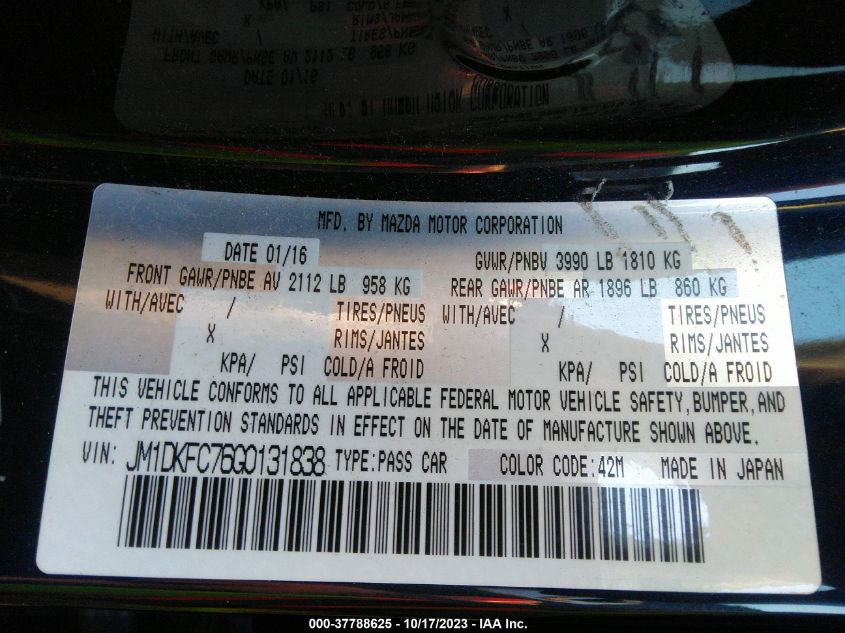 MFD. BY MAZDA MOTOR CORPORATION
DATE 01/16 GVWR/PNBV 3990 LB 1810 KG
FRONT GAWR/PNBE AV 2112 LB 958 KG REAR GAWR/PNBE AR 1896 LB 860 KG
WITH/AVEC / TIRES/PNEUS WITH/AVEC / TIRES/PNEUS
X RIMS/JANTES X RIMS/JANTES
KPA/ PSI COLD/A FROID KPA/ PSI COLD/A FROID
THIS VEHICLE CONFORMS TO ALL APPLICABLE FEDERAL MOTOR VEHICLE SAFETY, BUMPER, AND
THEFT PREVENTION STANDARDS IN EFFECT ON THE DATE OF MANUFACTURE SHOWN ABOVE.
VIN: JM1DKFC76G0131838 TYPE: PASS CAR COLOR CODE: 42M MADE IN JAPAN
000-37788625 - 10/17/2023 - IAA Inc.